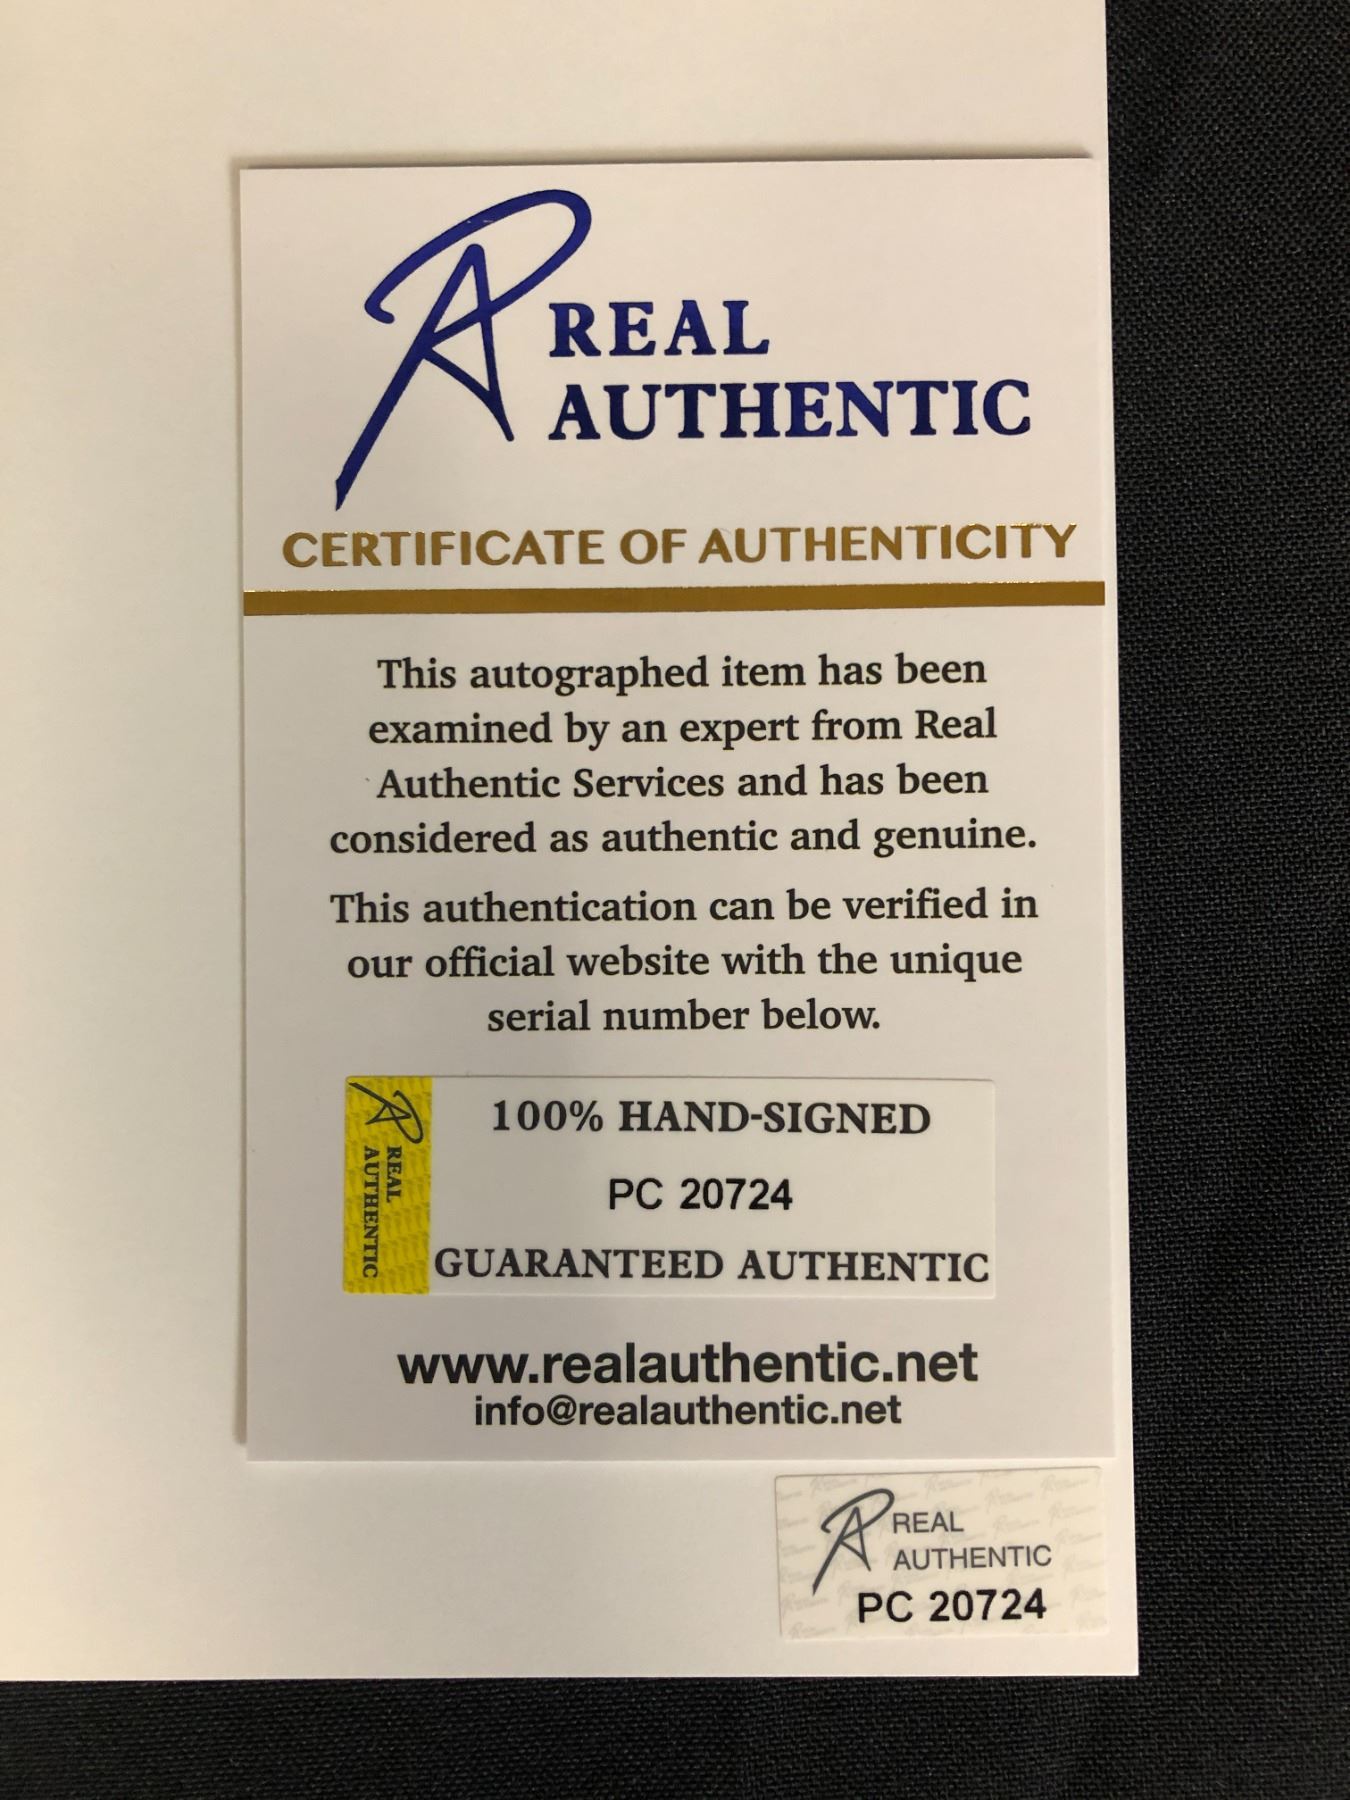 REAL
AUTHENTIC
CERTIFICATE OF AUTHENTICITY
This autographed item has been
examined by an expert from Real
Authentic Services and has been
considered as authentic and genuine.
This authentication can be verified in
our official website with the unique
serial number below.
REAL
AUTHENTIC
100% HAND-SIGNED
PC 20724
GUARANTEED AUTHENTIC
www.realauthentic.net
info@realauthentic.net
REAL
AUTHENTIC
PC 20724